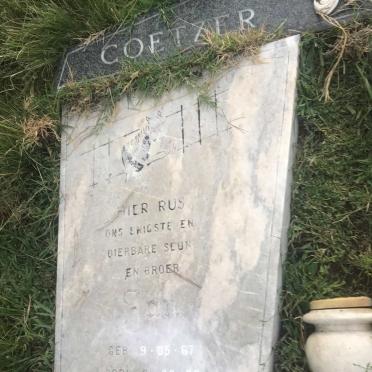 COETZER
HIER RUS
ONS ENIGSTE EN
DIERBARE SEUN
EN BROER
GEB. 9-05-67